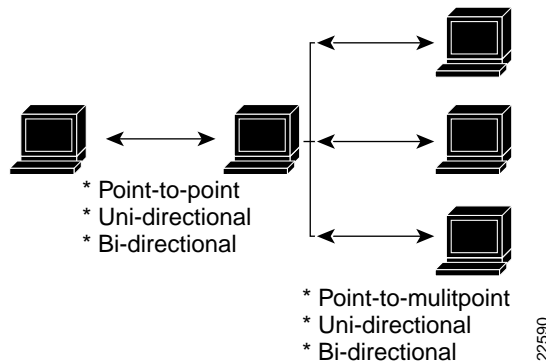 * Point-to-point
* Uni-directional
* Bi-directional
* Point-to-mulitpoint
* Uni-directional
* Bi-directional
22590